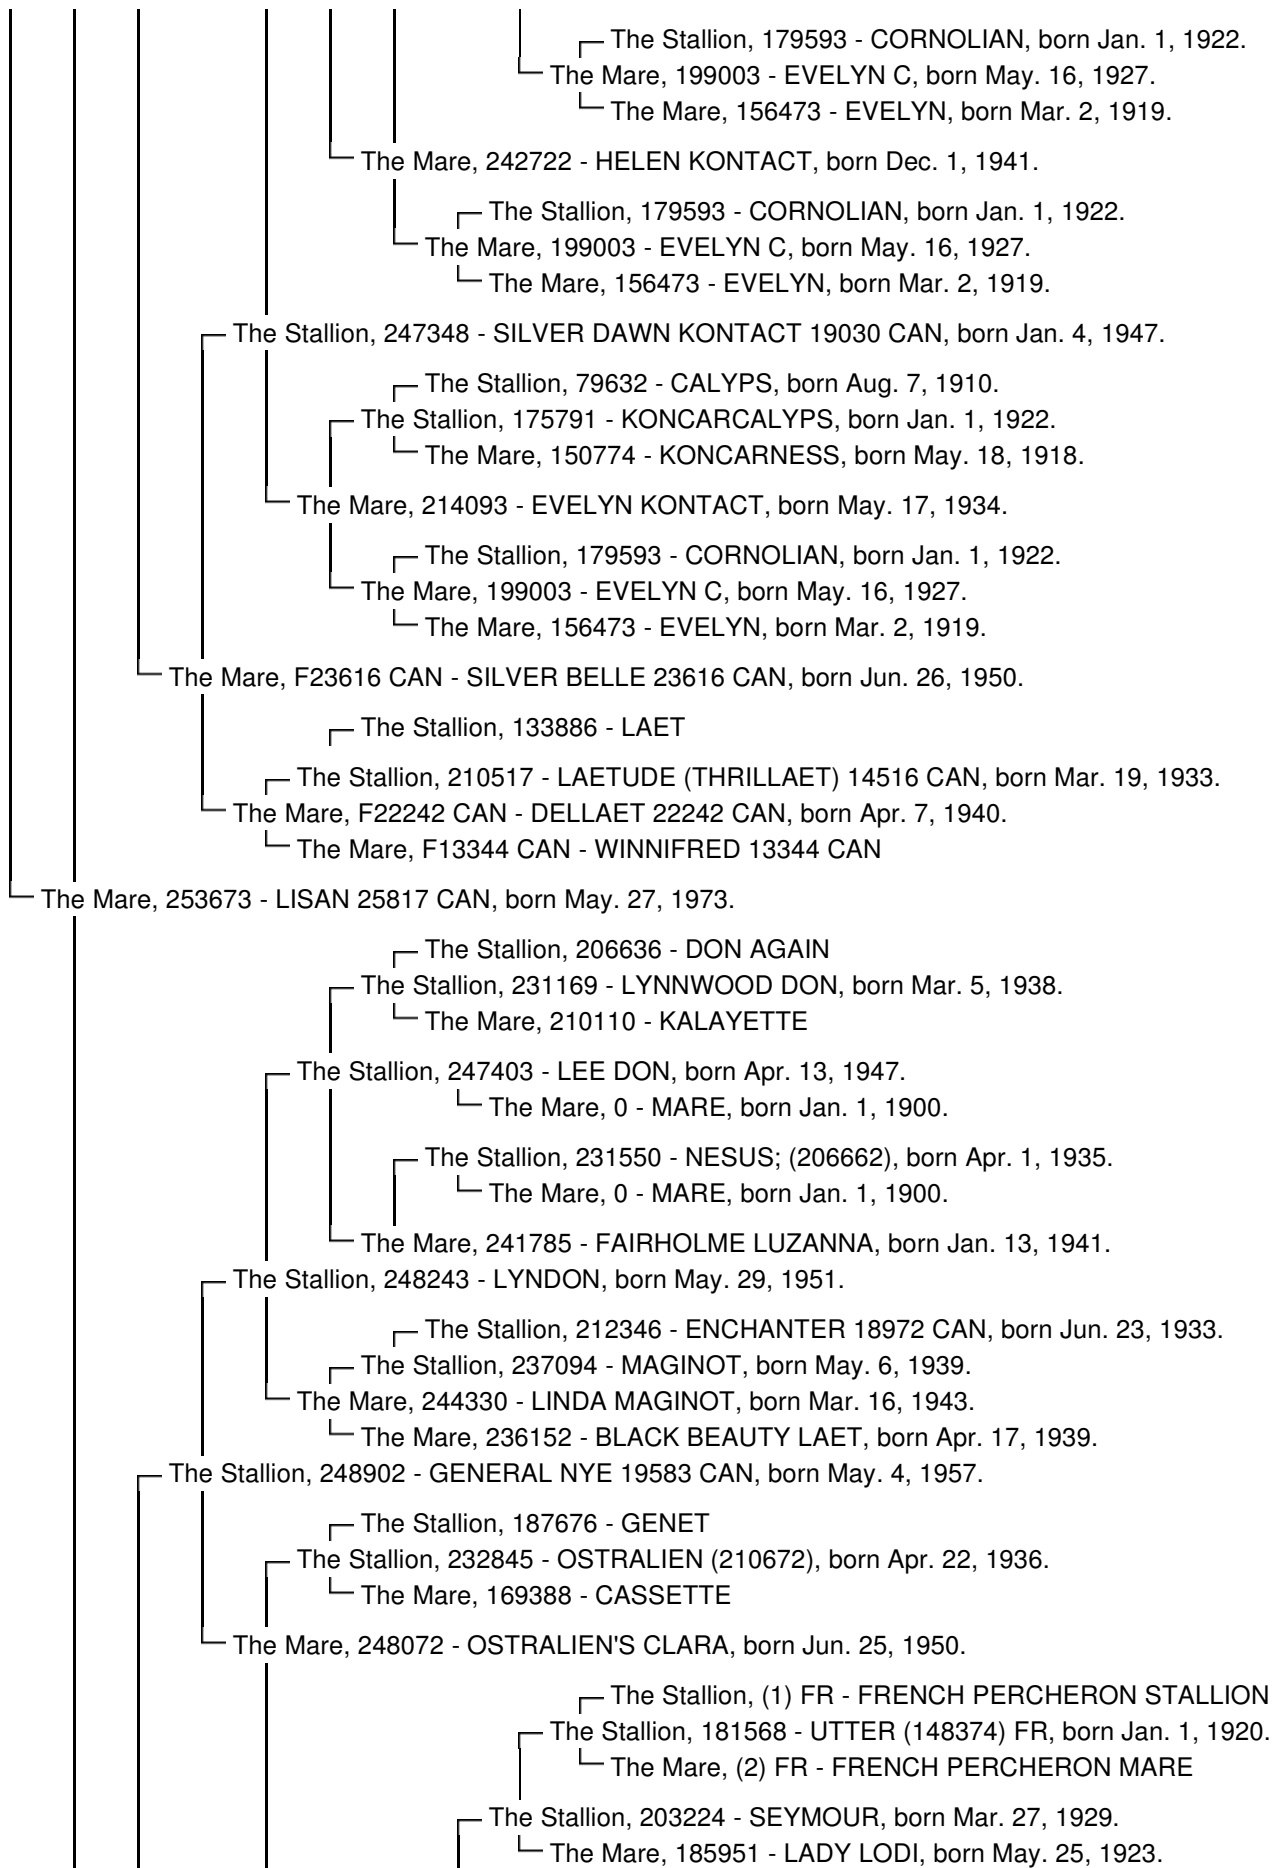 The Stallion, 179593 - CORNOLIAN, born Jan. 1, 1922.
The Mare, 199003 - EVELYN C, born May. 16, 1927.
The Mare, 156473 - EVELYN, born Mar. 2, 1919.
The Mare, 242722 - HELEN KONTACT, born Dec. 1, 1941.
The Stallion, 179593 - CORNOLIAN, born Jan. 1, 1922.
The Mare, 199003 - EVELYN C, born May. 16, 1927.
The Mare, 156473 - EVELYN, born Mar. 2, 1919.
The Stallion, 247348 - SILVER DAWN KONTACT 19030 CAN, born Jan. 4, 1947.
The Stallion, 79632 - CALYPS, born Aug. 7, 1910.
The Stallion, 175791 - KONCARCALYPS, born Jan. 1, 1922.
The Mare, 150774 - KONCARNESS, born May. 18, 1918.
The Mare, 214093 - EVELYN KONTACT, born May. 17, 1934.
The Stallion, 179593 - CORNOLIAN, born Jan. 1, 1922.
The Mare, 199003 - EVELYN C, born May. 16, 1927.
The Mare, 156473 - EVELYN, born Mar. 2, 1919.
The Mare, F23616 CAN - SILVER BELLE 23616 CAN, born Jun. 26, 1950.
The Stallion, 133886 - LAET
The Stallion, 210517 - LAETUDE (THRILLAET) 14516 CAN, born Mar. 19, 1933.
The Mare, F22242 CAN - DELLAET 22242 CAN, born Apr. 7, 1940.
The Mare, F13344 CAN - WINNIFRED 13344 CAN
The Mare, 253673 - LISAN 25817 CAN, born May. 27, 1973.
The Stallion, 206636 - DON AGAIN
The Stallion, 231169 - LYNNWOOD DON, born Mar. 5, 1938.
The Mare, 210110 - KALAYETTE
The Stallion, 247403 - LEE DON, born Apr. 13, 1947.
The Mare, 0 - MARE, born Jan. 1, 1900.
The Stallion, 231550 - NESUS; (206662), born Apr. 1, 1935.
The Mare, 0 - MARE, born Jan. 1, 1900.
The Mare, 241785 - FAIRHOLME LUZANNA, born Jan. 13, 1941.
The Stallion, 248243 - LYNDON, born May. 29, 1951.
The Stallion, 212346 - ENCHANTER 18972 CAN, born Jun. 23, 1933.
The Stallion, 237094 - MAGINOT, born May. 6, 1939.
The Mare, 244330 - LINDA MAGINOT, born Mar. 16, 1943.
The Mare, 236152 - BLACK BEAUTY LAET, born Apr. 17, 1939.
The Stallion, 248902 - GENERAL NYE 19583 CAN, born May. 4, 1957.
The Stallion, 187676 - GENET
The Stallion, 232845 - OSTRALIEN (210672), born Apr. 22, 1936.
The Mare, 169388 - CASSETTE
The Mare, 248072 - OSTRALIEN'S CLARA, born Jun. 25, 1950.
The Stallion, (1) FR - FRENCH PERCHERON STALLION
The Stallion, 181568 - UTTER (148374) FR, born Jan. 1, 1920.
The Mare, (2) FR - FRENCH PERCHERON MARE
The Stallion, 203224 - SEYMOUR, born Mar. 27, 1929.
The Mare, 185951 - LADY LODI, born May. 25, 1923.